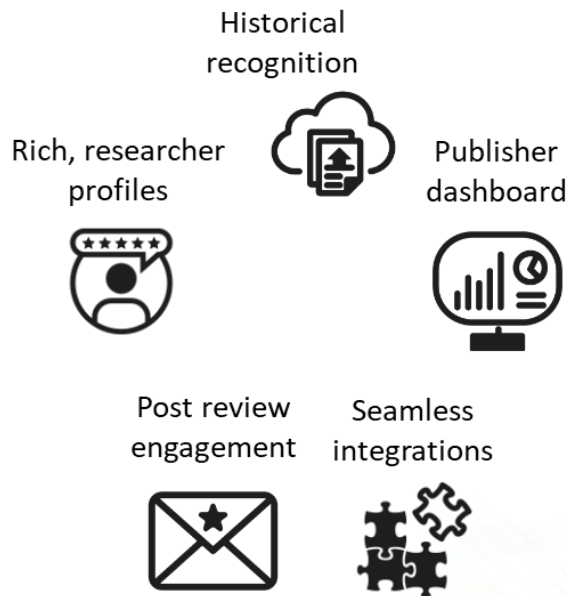 Historical
recognition
Rich, researcher
profiles
Publisher
dashboard
Post review
engagement
Seamless
integrations